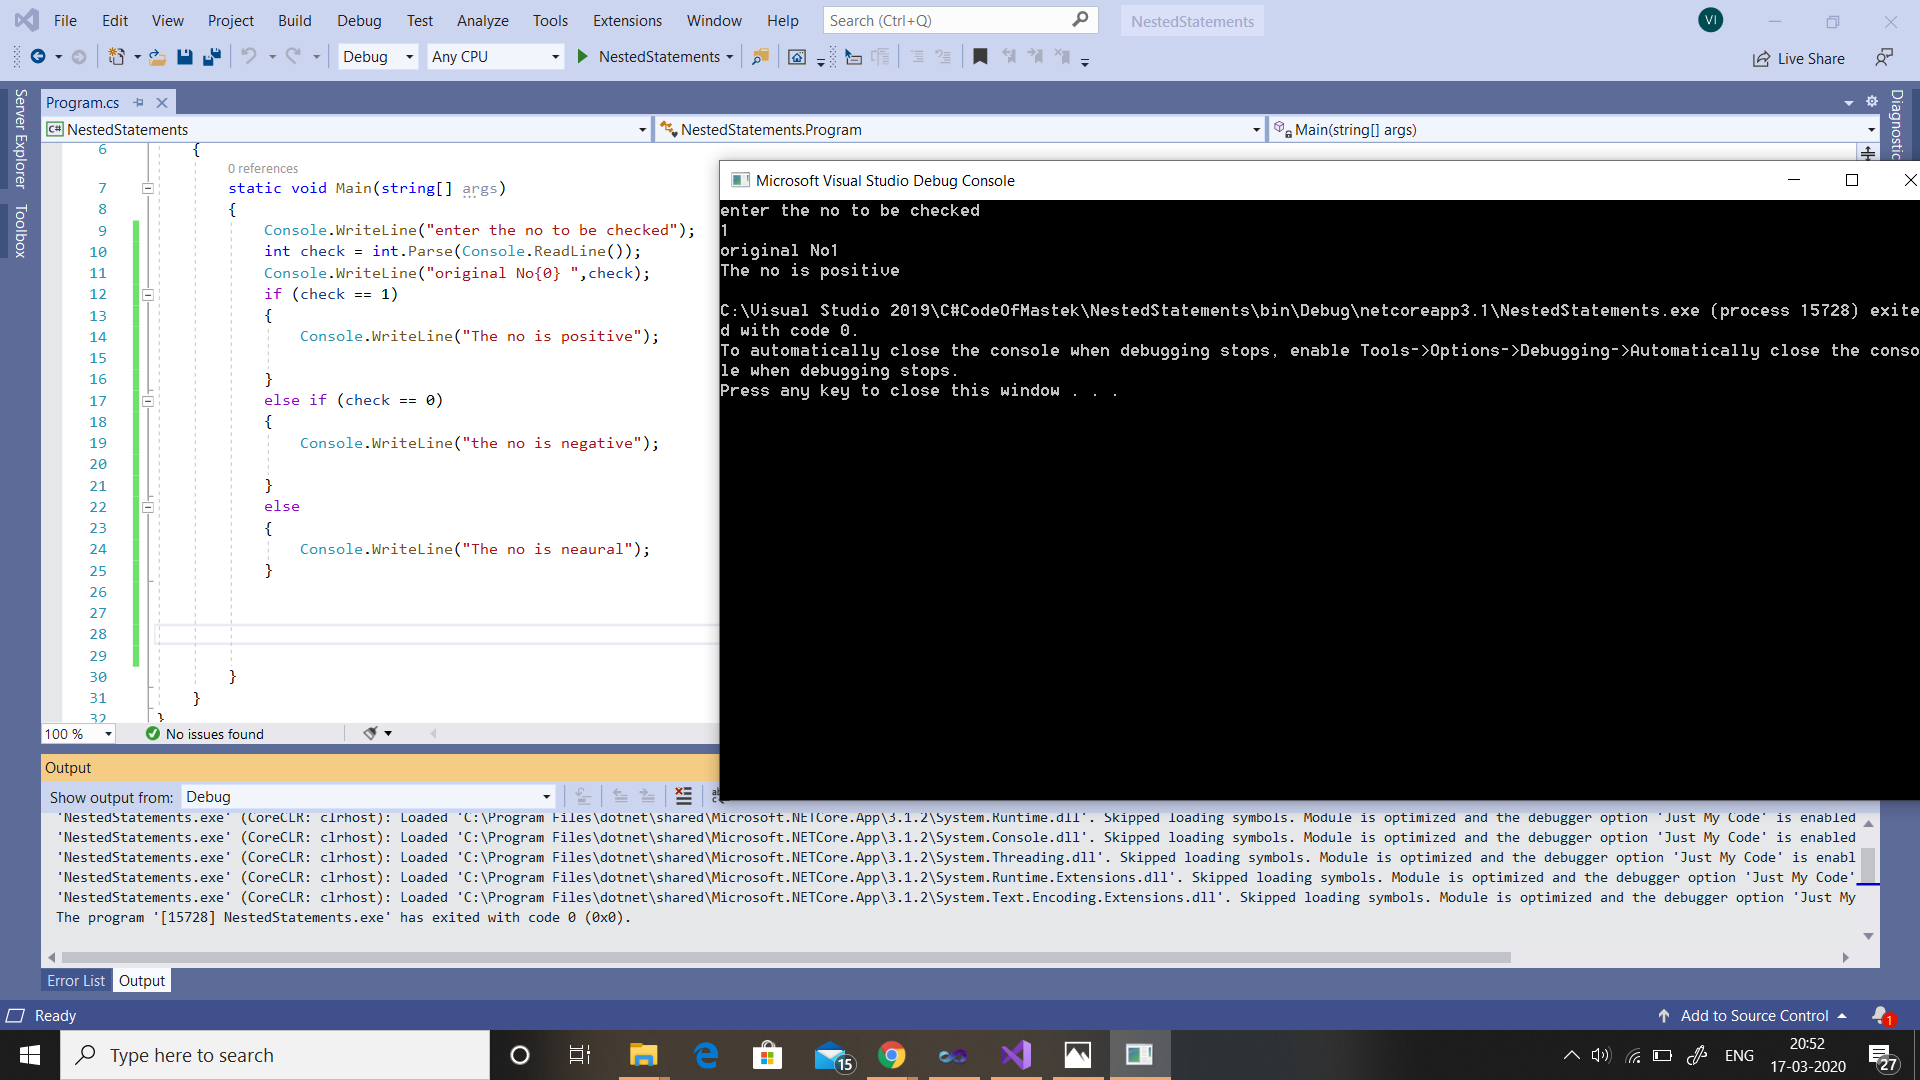 File Edit View Project Build Debug Test Analyze Tools Extensions Window Help Search (Ctrl+Q) NestedStatements VI
Debug Any CPU NestedStatements Live Share
Server Explorer
Toolbox
Diagnostic
Program.cs
C# NestedStatements NestedStatements.Program Main(string[] args)
6 {
0 references
7 static void Main(string[] args)
8 {
9 Console.WriteLine("enter the no to be checked");
10 int check = int.Parse(Console.ReadLine());
11 Console.WriteLine("original No{0} ",check);
12 if (check == 1)
13 {
14 Console.WriteLine("The no is positive");
15
16 }
17 else if (check == 0)
18 {
19 Console.WriteLine("the no is negative");
20
21 }
22 else
23 {
24 Console.WriteLine("The no is neaural");
25 }
26
27
28
29
30 }
31 }
32 }
100 % No issues found
Microsoft Visual Studio Debug Console
enter the no to be checked
1
original No1
The no is positive
C:\Visual Studio 2019\C#CodeOfMastek\NestedStatements\bin\Debug\netcoreapp3.1\NestedStatements.exe (process 15728) exite
d with code 0.
To automatically close the console when debugging stops, enable Tools->Options->Debugging->Automatically close the conso
le when debugging stops.
Press any key to close this window . . .
Output
Show output from: Debug
'NestedStatements.exe' (CoreCLR: clrhost): Loaded 'C:\Program Files\dotnet\shared\Microsoft.NETCore.App\3.1.2\System.Runtime.dll'. Skipped loading symbols. Module is optimized and the debugger option 'Just My Code' is enabled
'NestedStatements.exe' (CoreCLR: clrhost): Loaded 'C:\Program Files\dotnet\shared\Microsoft.NETCore.App\3.1.2\System.Console.dll'. Skipped loading symbols. Module is optimized and the debugger option 'Just My Code' is enabled
'NestedStatements.exe' (CoreCLR: clrhost): Loaded 'C:\Program Files\dotnet\shared\Microsoft.NETCore.App\3.1.2\System.Threading.dll'. Skipped loading symbols. Module is optimized and the debugger option 'Just My Code' is enabl
'NestedStatements.exe' (CoreCLR: clrhost): Loaded 'C:\Program Files\dotnet\shared\Microsoft.NETCore.App\3.1.2\System.Runtime.Extensions.dll'. Skipped loading symbols. Module is optimized and the debugger option 'Just My Code'
'NestedStatements.exe' (CoreCLR: clrhost): Loaded 'C:\Program Files\dotnet\shared\Microsoft.NETCore.App\3.1.2\System.Text.Encoding.Extensions.dll'. Skipped loading symbols. Module is optimized and the debugger option 'Just My
The program '[15728] NestedStatements.exe' has exited with code 0 (0x0).
Error List Output
Ready Add to Source Control 1
Type here to search 15 ENG 20:52
17-03-2020 27